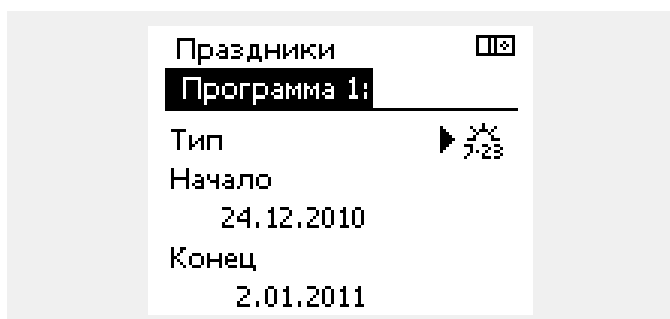 Праздники
Программа 1:
Тип 7-23
Начало
24.12.2010
Конец
2.01.2011